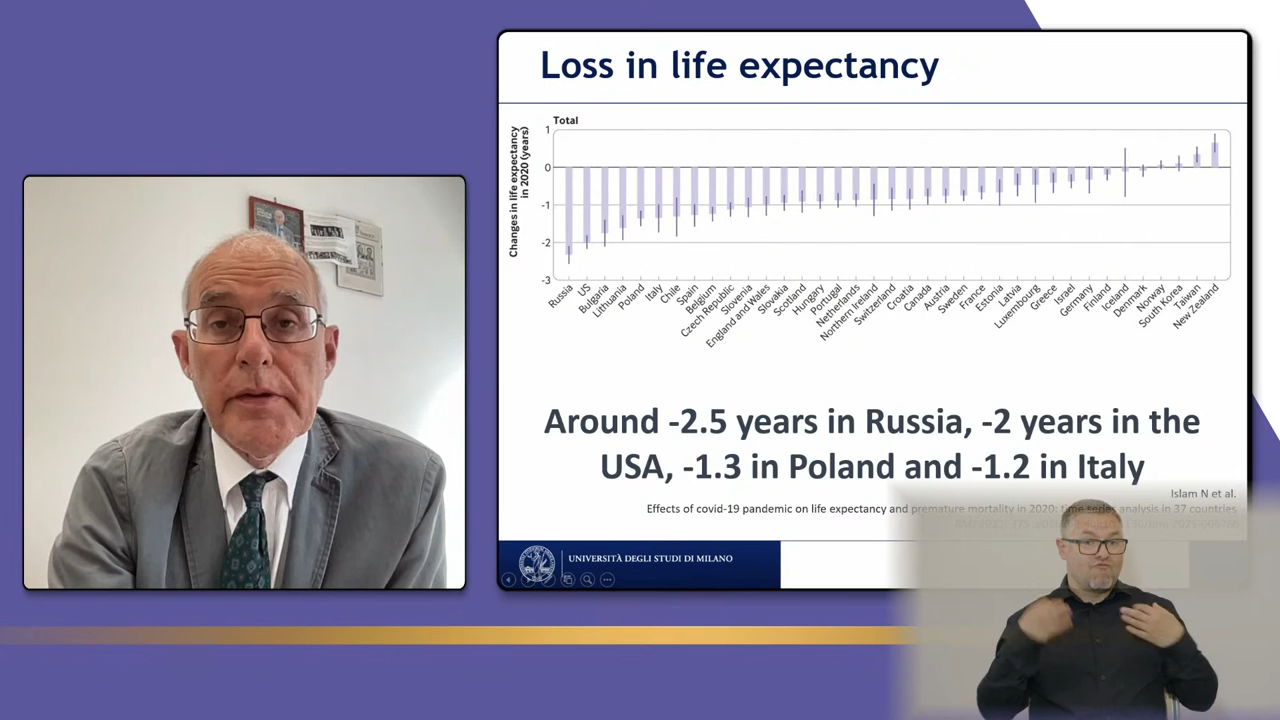 Loss in life expectancy
Total
Changes in life expectancy
in 2020 (years)
1
0
-1
-2
-3
Russia
US
Bulgaria
Lithuania
Poland
Italy
Chile
Spain
Belgium
Czech Republic
Slovenia
England and Wales
Slovakia
Scotland
Hungary
Portugal
Netherlands
Northern Ireland
Switzerland
Croatia
Canada
Austria
Sweden
France
Estonia
Latvia
Luxembourg
Greece
Israel
Germany
Finland
Iceland
Denmark
Norway
South Korea
Taiwan
New Zealand
Around -2.5 years in Russia, -2 years in the
USA, -1.3 in Poland and -1.2 in Italy
Islam N et al.
Effects of covid-19 pandemic on life expectancy and premature mortality in 2020: time series analysis in 37 countries
UNIVERSITÀ DEGLI STUDI DI MILANO